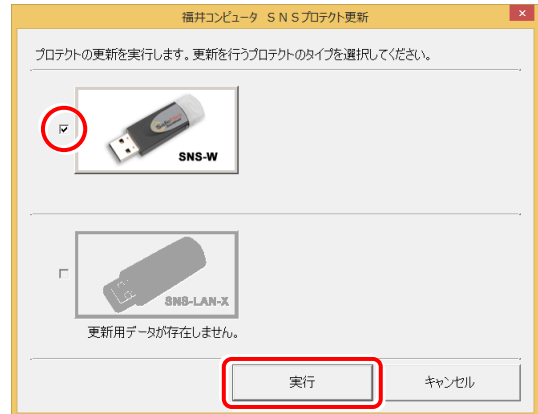 福井コンピュータ SNSプロテクト更新
プロテクトの更新を実行します。更新を行うプロテクトのタイプを選択してください。
SNS-W
SNS-LAN-X
更新用データが存在しません。
実行
キャンセル